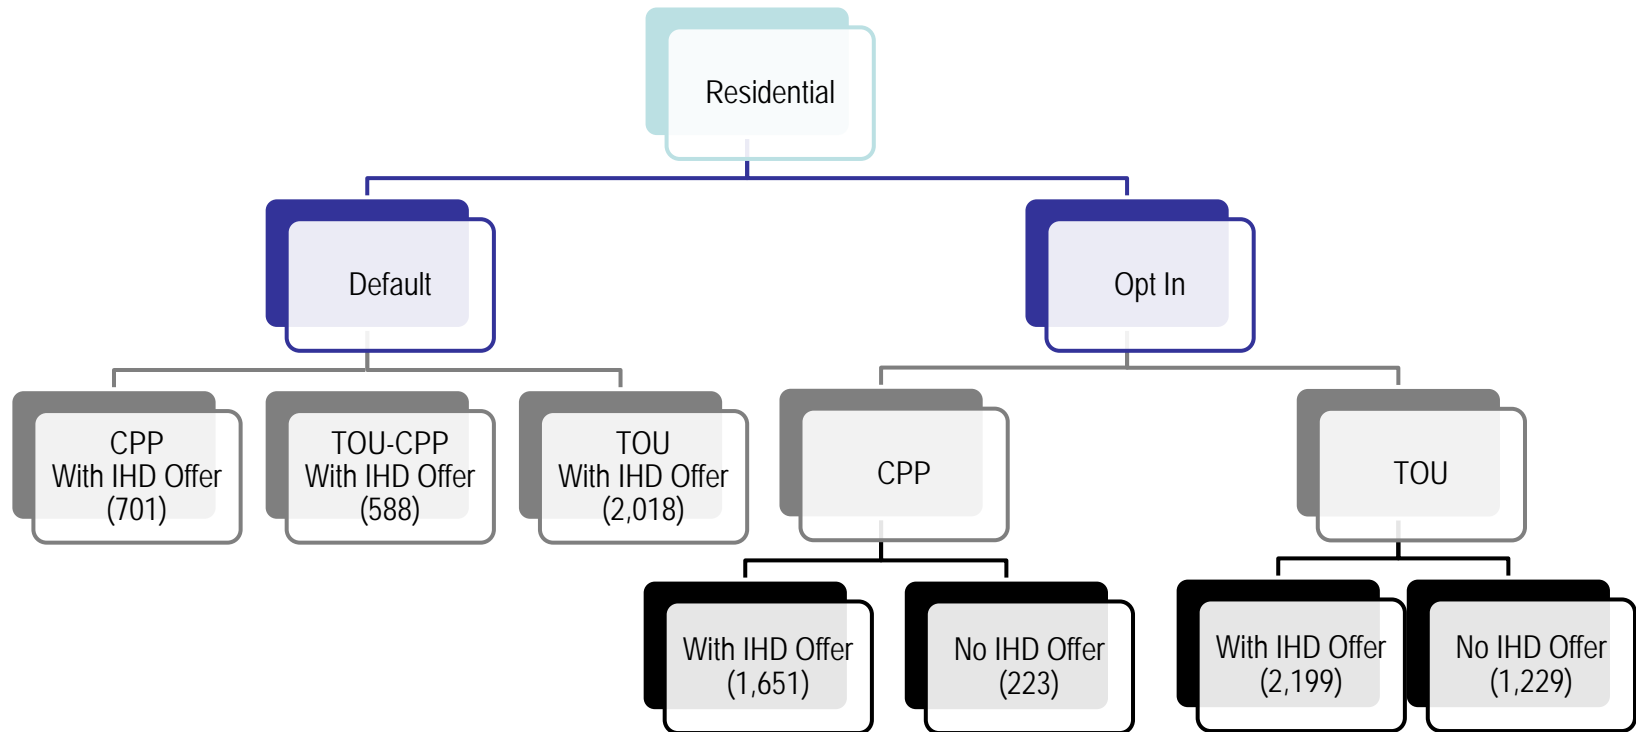 Residential
Default
Opt In
CPP
With IHD Offer
(701)
TOU-CPP
With IHD Offer
(588)
TOU
With IHD Offer
(2,018)
CPP
TOU
With IHD Offer
(1,651)
No IHD Offer
(223)
With IHD Offer
(2,199)
No IHD Offer
(1,229)